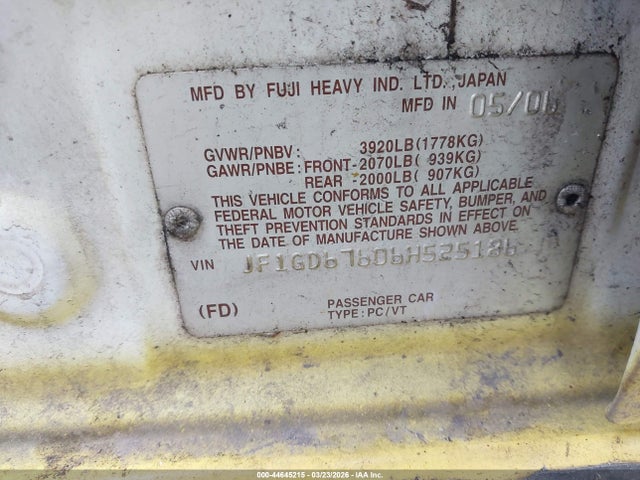 MFD BY FUJI HEAVY IND. LTD. JAPAN
MFD IN 05/06
GVWR/PNBV : 3920LB(1778KG)
GAWR/PNBE : FRONT-2070LB( 939KG)
REAR -2000LB( 907KG)
THIS VEHICLE CONFORMS TO ALL APPLICABLE
FEDERAL MOTOR VEHICLE SAFETY, BUMPER, AND
THEFT PREVENTION STANDARDS IN EFFECT ON
THE DATE OF MANUFACTURE SHOWN ABOVE.
VIN JF1GD67606H525186
(FD) PASSENGER CAR
TYPE : PC/VT
000-44645215 - 03/23/2026 - IAA Inc.